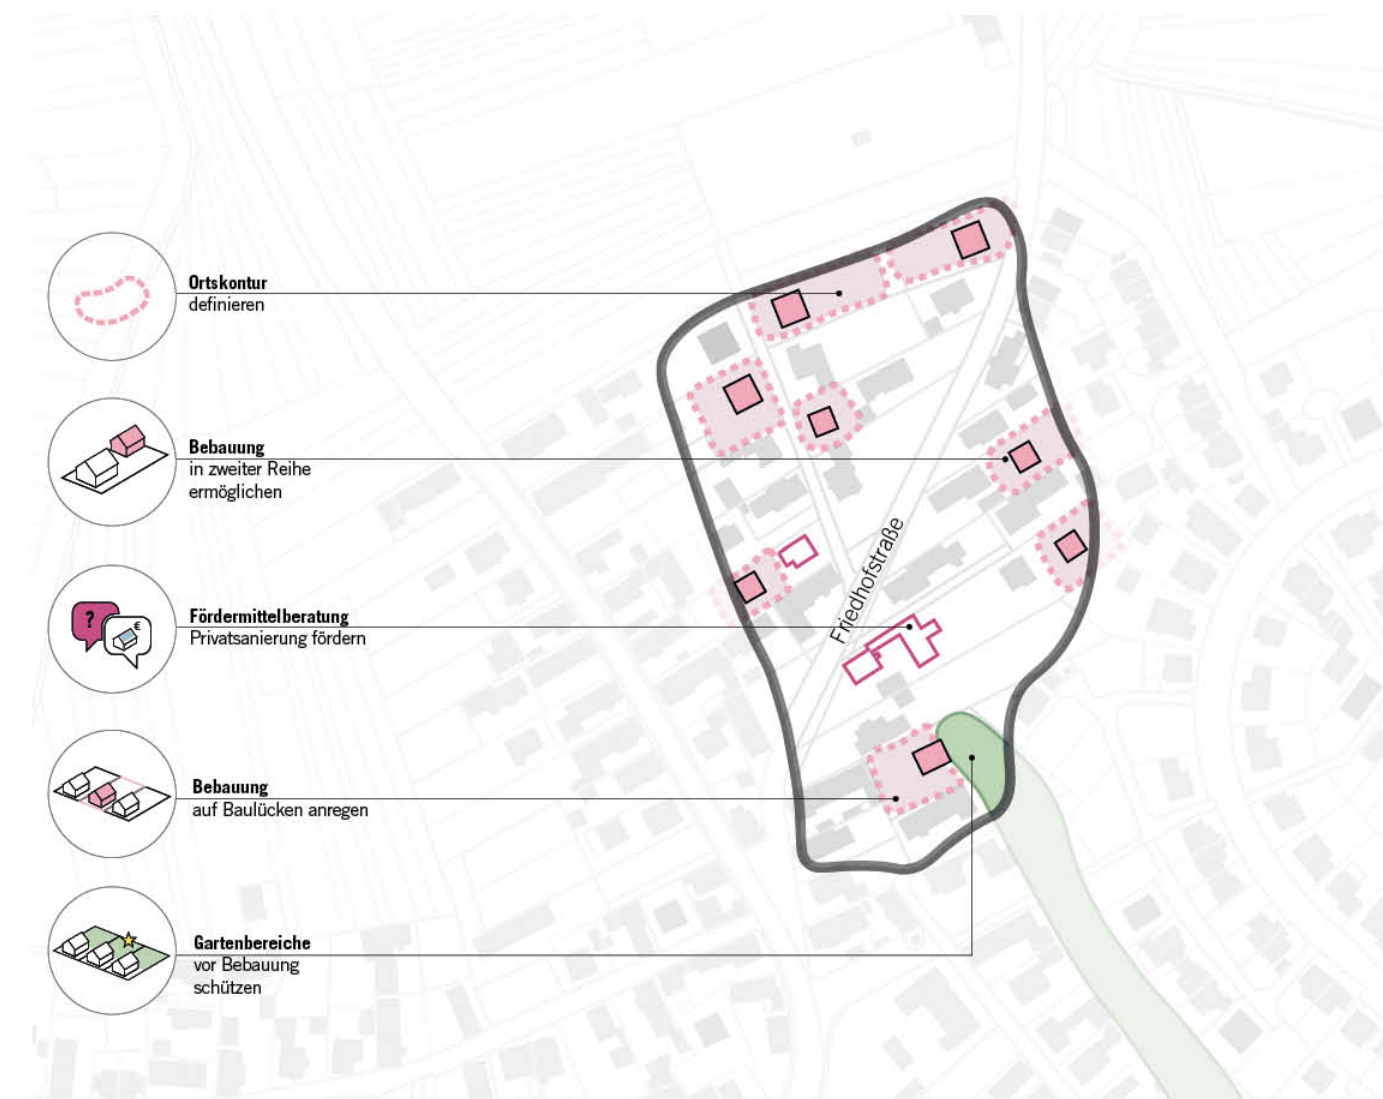 Ortskontur
definieren
Bebauung
in zweiter Reihe
ermöglichen
Friedhofstraße
?
€
Fördermittelberatung
Privatsanierung fördern
Bebauung
auf Baulücken anregen
Gartenbereiche
vor Bebauung
schützen